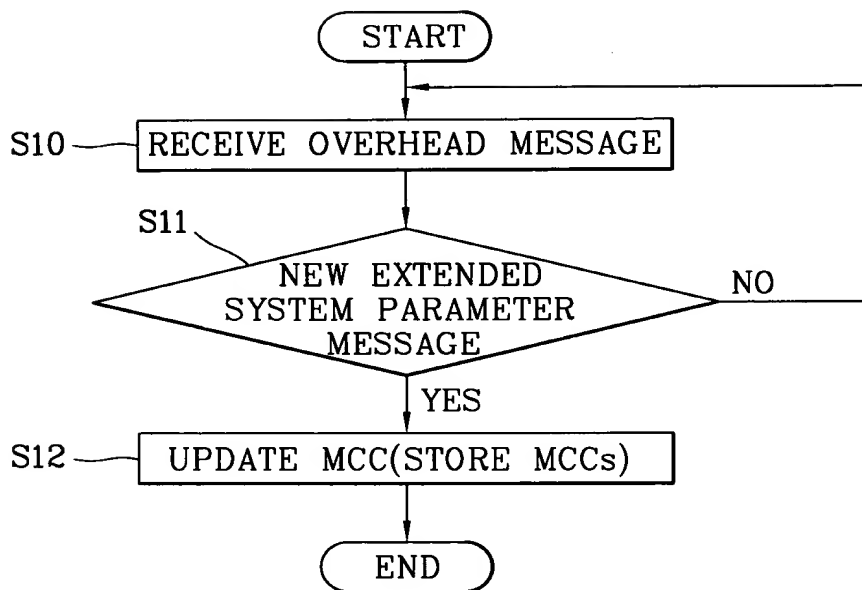 START
S10
RECEIVE OVERHEAD MESSAGE
S11
NEW EXTENDED
SYSTEM PARAMETER
MESSAGE
NO
YES
S12
UPDATE MCC(STORE MCCs)
END